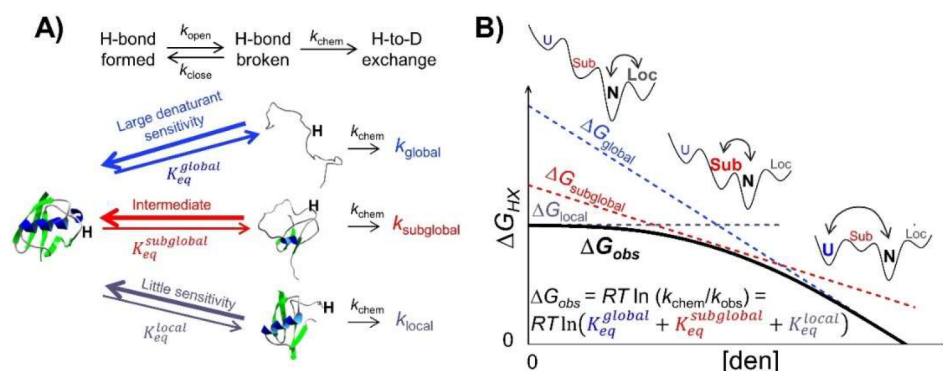 A)
H-bond formed
k_open
k_close
H-bond broken
k_chem
H-to-D exchange
Large denaturant sensitivity
K_eq^global
H
k_chem
k_global
H
Intermediate
K_eq^subglobal
H
k_chem
k_subglobal
Little sensitivity
K_eq^local
H
k_chem
k_local
B)
U
Sub
N
Loc
ΔG_global
U
Sub
N
Loc
ΔG_subglobal
ΔG_local
ΔG_HX
ΔG_obs
U
Sub
N
Loc
ΔG_obs = RT ln (k_chem/k_obs) =
RTln(K_eq^global + K_eq^subglobal + K_eq^local)
0
0
[den]